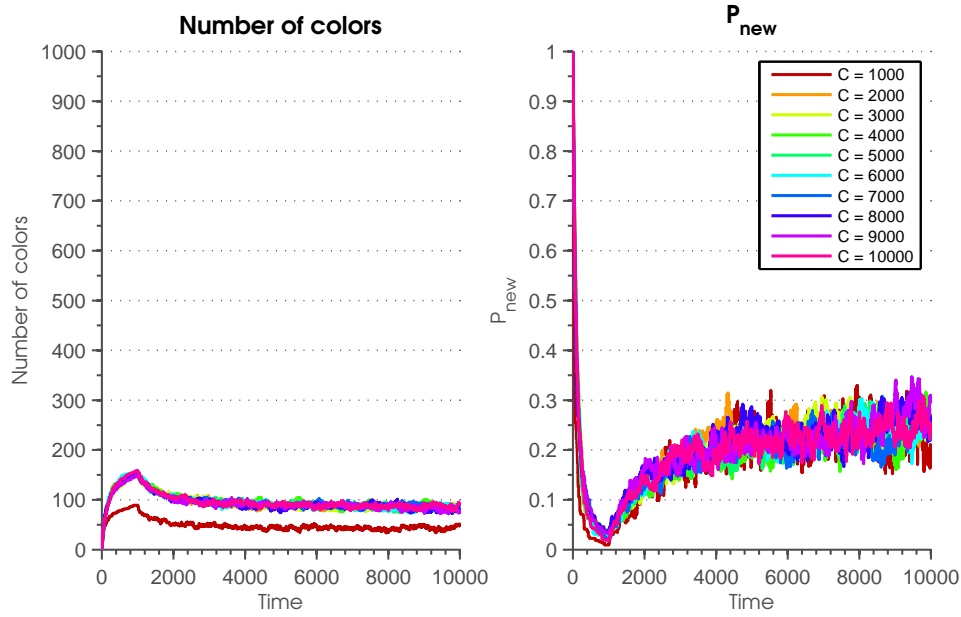 Number of colors
Number of colors
1000
900
800
700
600
500
400
300
200
100
0
0 2000 4000 6000 8000 10000
Time
P_new
P_new
1
0.9
0.8
0.7
0.6
0.5
0.4
0.3
0.2
0.1
0
0 2000 4000 6000 8000 10000
Time
C = 1000
C = 2000
C = 3000
C = 4000
C = 5000
C = 6000
C = 7000
C = 8000
C = 9000
C = 10000